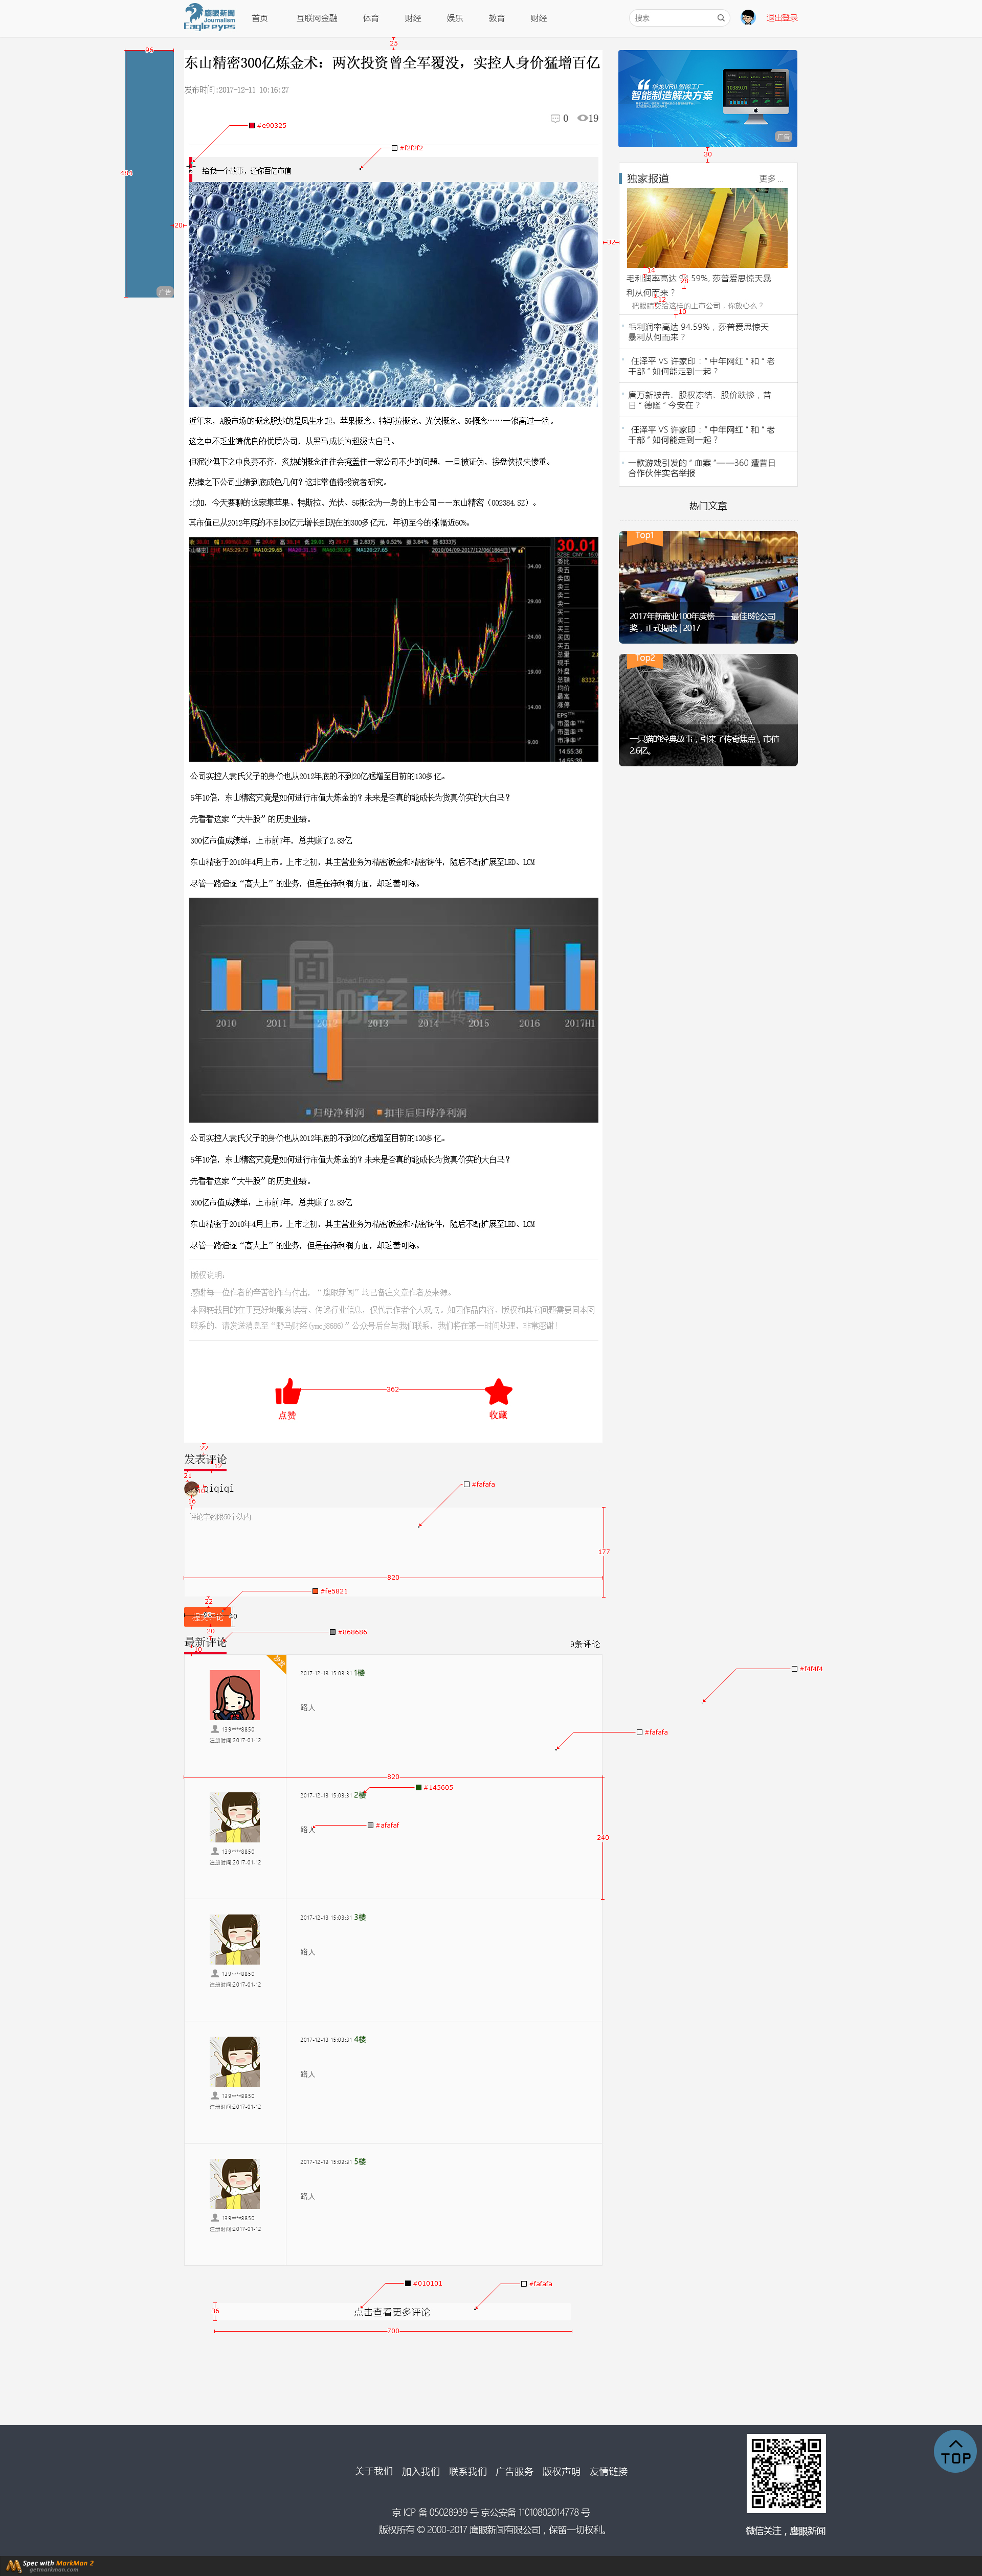 鹰眼新聞
Journalism
Eagle eyes
首页 互联网金融 体育 财经 娱乐 教育 财经
搜索
退出登录
25
96
484
20
广告
东山精密300亿炼金术：两次投资曾全军覆没，实控人身价猛增百亿
发布时间:2017-12-11 10:16:27
0 19
#e90325
#f2f2f2
给我一个故事，还你百亿市值
近年来，A股市场的概念股炒的是风生水起，苹果概念、特斯拉概念、光伏概念、5G概念……一浪高过一浪。
这之中不乏业绩优良的优质公司，从黑马成长为超级大白马。
但泥沙俱下之中良莠不齐，炙热的概念往往会掩盖住一家公司不少的问题，一旦被证伪，接盘侠损失惨重。
热捧之下公司业绩到底成色几何？这非常值得投资者研究。
比如，今天要聊的这家集苹果、特斯拉、光伏、5G概念为一身的上市公司——东山精密（002384.SZ）。
其市值已从2012年底的不到30亿元增长到现在的300多亿元，年初至今的涨幅近60%。
30.01
34.00
29.00
24.00
19.00
14.00
9.00
公司实控人袁氏父子的身价也从2012年底的不到20亿猛增至目前的130多亿。
5年10倍，东山精密究竟是如何进行市值大炼金的？未来是否真的能成长为货真价实的大白马？
先看看这家“大牛股”的历史业绩。
300亿市值成绩单，上市前7年，总共赚了2.83亿
东山精密于2010年4月上市。上市之初，其主营业务为精密钣金和精密铸件，随后不断扩展至LED、LCM
尽管一路追逐“高大上”的业务，但是在净利润方面，却乏善可陈。
2010 2011 2012 2013 2014 2015 2016 2017H1
归母净利润 扣非后归母净利润
公司实控人袁氏父子的身价也从2012年底的不到20亿猛增至目前的130多亿。
5年10倍，东山精密究竟是如何进行市值大炼金的？未来是否真的能成长为货真价实的大白马？
先看看这家“大牛股”的历史业绩。
300亿市值成绩单，上市前7年，总共赚了2.83亿
东山精密于2010年4月上市。上市之初，其主营业务为精密钣金和精密铸件，随后不断扩展至LED、LCM
尽管一路追逐“高大上”的业务，但是在净利润方面，却乏善可陈。
版权说明：
感谢每一位作者的辛苦创作与付出，“鹰眼新闻”均已备注文章作者及来源。
本网转载目的在于更好地服务读者、传递行业信息。仅代表作者个人观点。如因作品内容、版权和其它问题需要同本网
联系的，请发送消息至“野马财经(ymcj8686)”公众号后台与我们联系，我们将在第一时间处理。非常感谢！
362
点赞 收藏
华龙VRII 智能工厂
智能制造解决方案
广告
30
32
独家报道 更多 ...
毛利润率高达 94.59%, 莎普爱思惊天暴
利从何而来？
把眼睛交给这样的上市公司，你放心么？
14
28
12
10
毛利润率高达 94.59%，莎普爱思惊天
暴利从何而来？
任泽平 VS 许家印：“ 中年网红 ” 和 “ 老
干部 ” 如何能走到一起？
唐万新被告、股权冻结、股价跌惨，昔
日 “ 德隆 ” 今安在？
任泽平 VS 许家印：“ 中年网红 ” 和 “ 老
干部 ” 如何能走到一起？
一款游戏引发的 “ 血案 ”——360 遭昔日
合作伙伴实名举报
热门文章
Top1
2017年新商业100年度榜——最佳B轮公司
奖，正式揭晓 | 2017
Top2
一只猫的经典故事，引来了传奇焦点，市值
2.6亿。
22
发表评论
12
21
qiqiqi
16
#fafafa
评论字数限80个以内
177
820
#fe5821
22
提交评论
40
20
#868686
最新评论 9条评论
10
#f4f4f4
2017-12-13 15:03:31 1楼
路人
139****8850
注册时间:2017-01-12
#fafafa
820
#145605
2017-12-13 15:03:31 2楼
路人
#afafaf
240
139****8850
注册时间:2017-01-12
2017-12-13 15:03:31 3楼
路人
139****8850
注册时间:2017-01-12
2017-12-13 15:03:31 4楼
路人
139****8850
注册时间:2017-01-12
2017-12-13 15:03:31 5楼
路人
139****8850
注册时间:2017-01-12
#010101
#fafafa
36
点击查看更多评论
700
关于我们 加入我们 联系我们 广告服务 版权声明 友情链接
京 ICP 备 05028939 号 京公安备 11010802014778 号
版权所有 © 2000-2017 鹰眼新闻有限公司，保留一切权利。
微信关注，鹰眼新闻
TOP
Spec with MarkMan 2
getmarkman.com